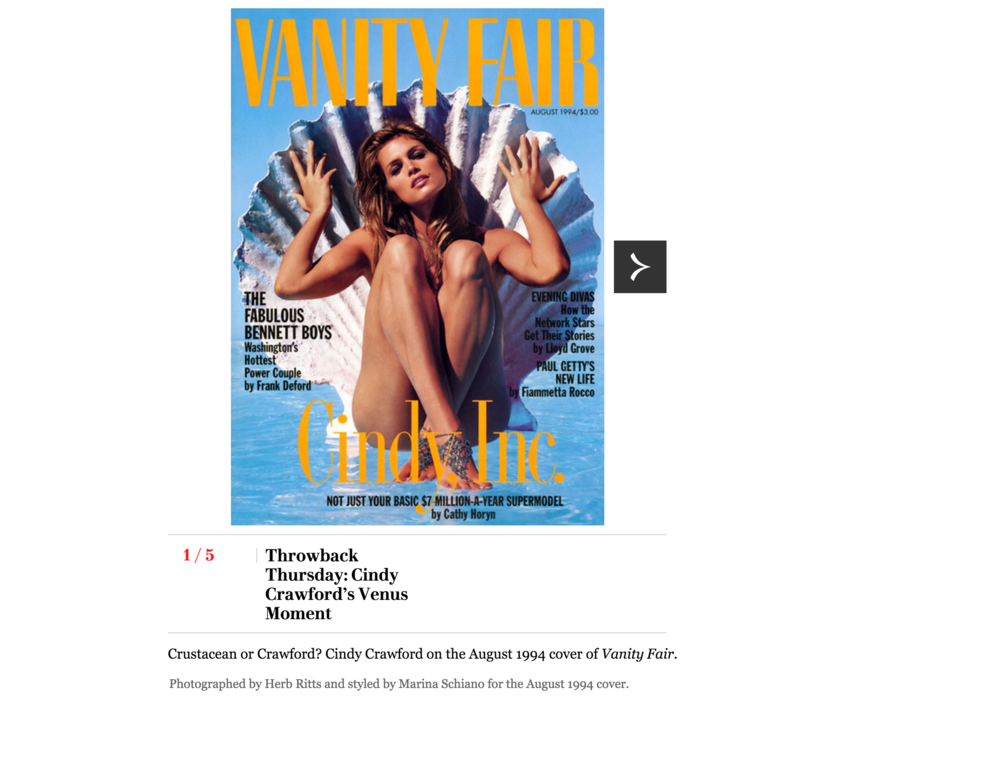 VANITY FAIR
AUGUST 1994/$3.00
THE
FABULOUS
BENNETT BOYS
Washington's
Hottest
Power Couple
by Frank Deford
EVENING DIVAS
How the
Network Stars
Get Their Stories
by Lloyd Grove
PAUL GETTY'S
NEW LIFE
by Fiammetta Rocco
Cindy, Inc.
NOT JUST YOUR BASIC $7-MILLION-A-YEAR SUPERMODEL
by Cathy Horyn
1 / 5
Throwback
Thursday: Cindy
Crawford's Venus
Moment
Crustacean or Crawford? Cindy Crawford on the August 1994 cover of Vanity Fair.
Photographed by Herb Ritts and styled by Marina Schiano for the August 1994 cover.